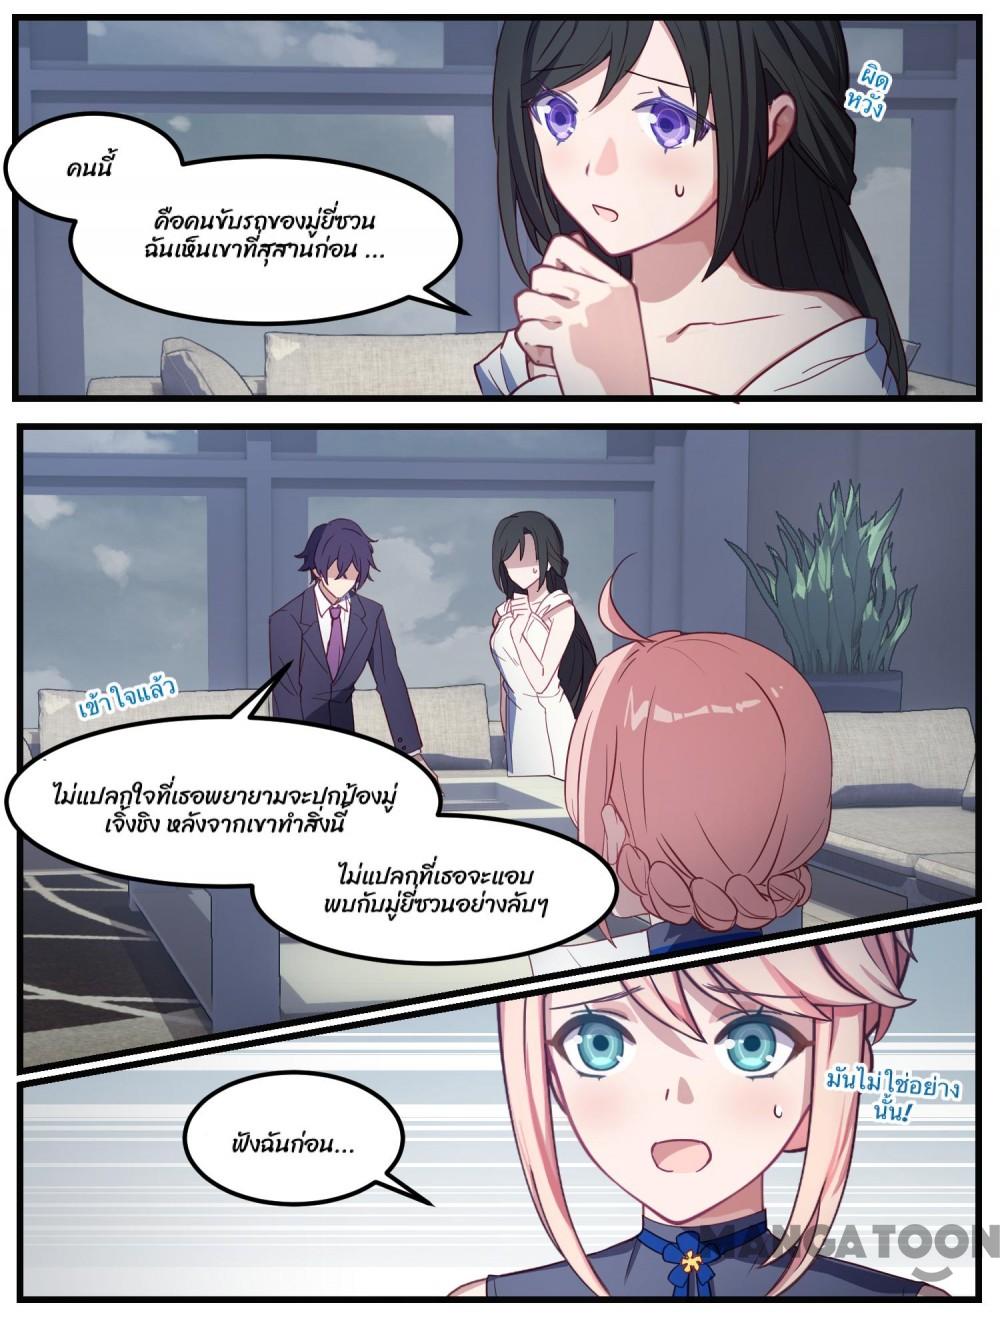 ผิด
หวัง
คนนี้
คือคนขับรถของมู่ยี่ซวน
ฉันเห็นเขาที่สุสานก่อน ...
เข้าใจแล้ว
ไม่แปลกใจที่เธอพยายามจะปกป้องมู่
เจิ้งชิง หลังจากเขาทำสิ่งนี้
ไม่แปลกที่เธอจะแอบ
พบกับมู่ยี่ซวนอย่างลับๆ
มันไม่ใช่อย่าง
นั้น!
ฟังฉันก่อน...
MANGATOON